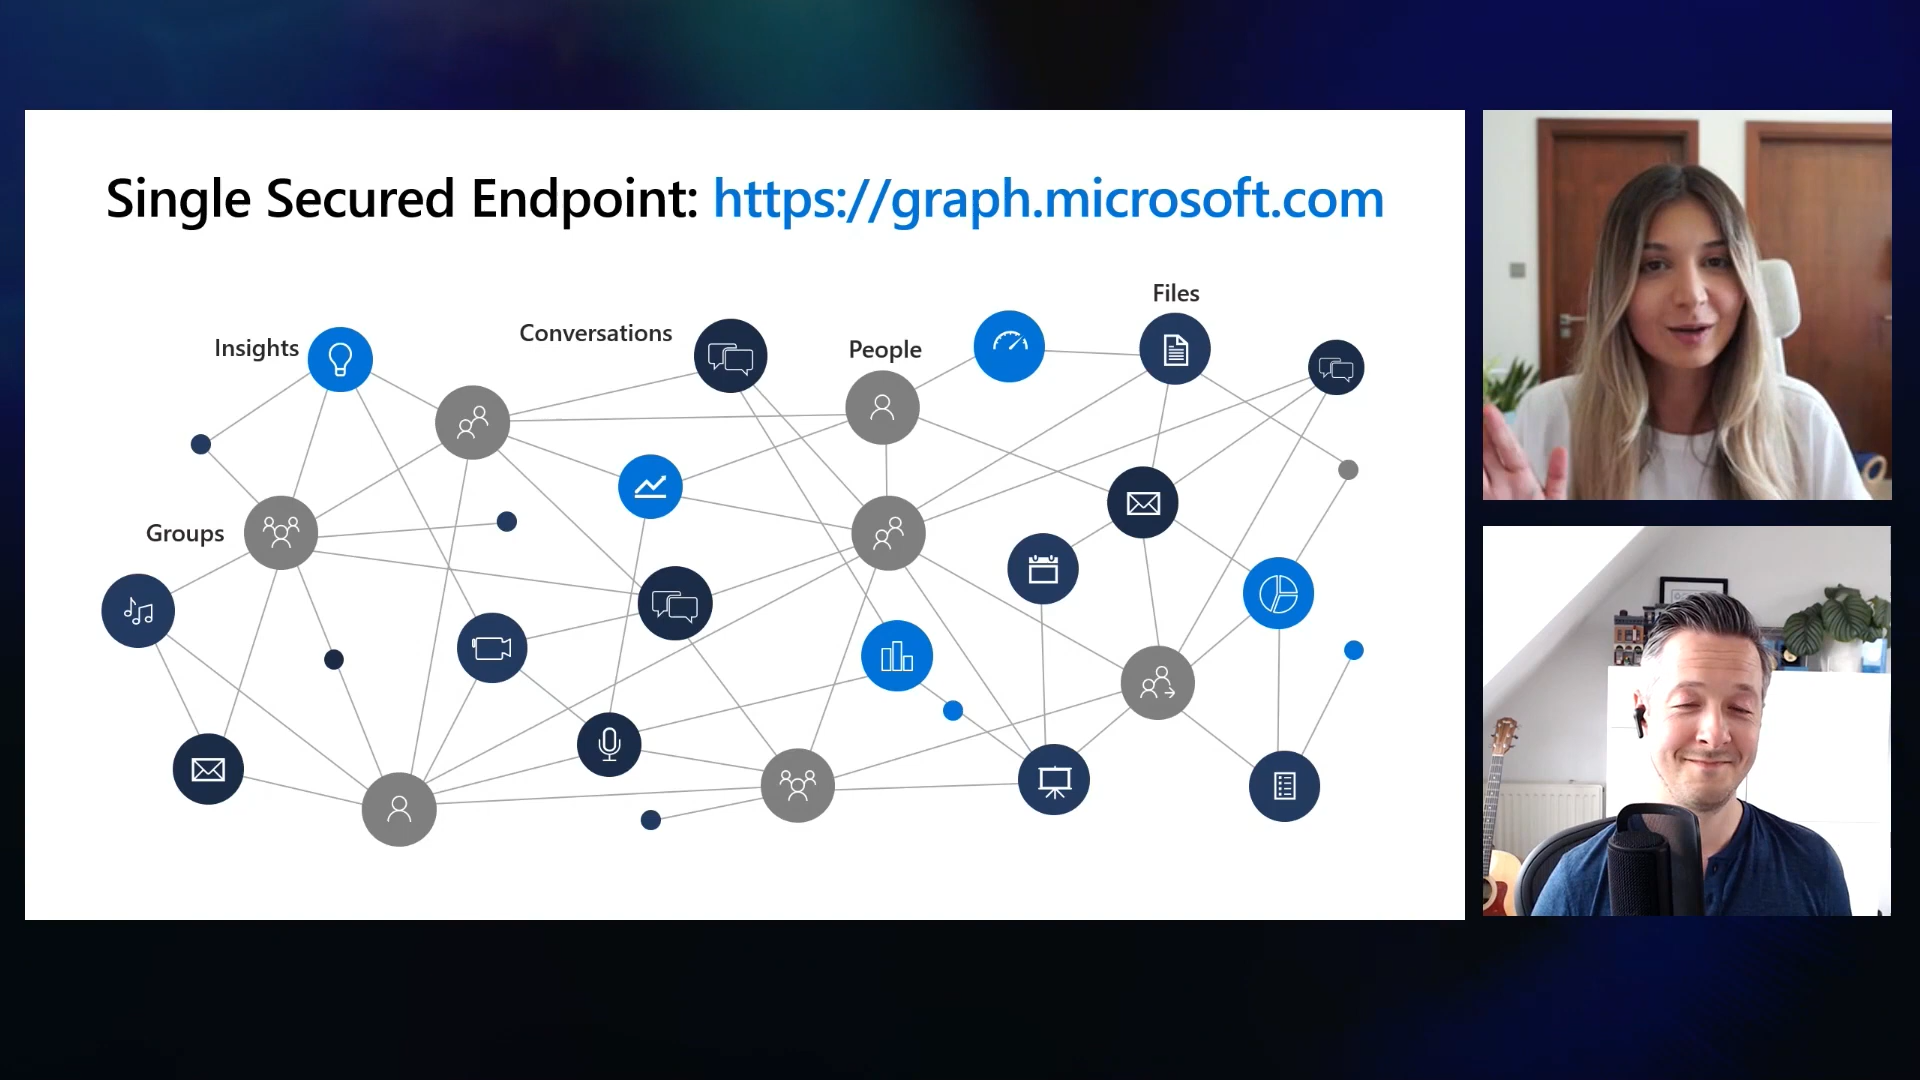 Single Secured Endpoint: https://graph.microsoft.com
Files
Insights
Conversations
People
Groups